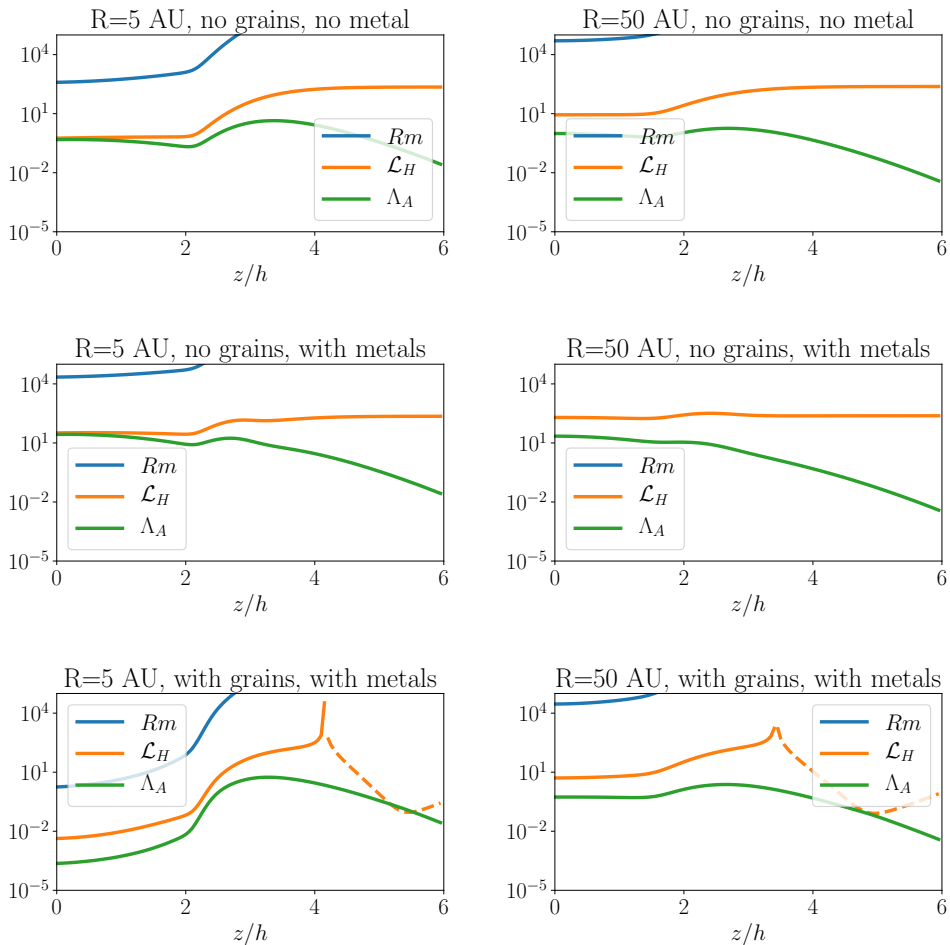 R=5 AU, no grains, no metal
10^4
10^1
10^{-2}
10^{-5}
0 2 4 6
z/h
Rm
ℒ_H
Λ_A
R=50 AU, no grains, no metal
10^4
10^1
10^{-2}
10^{-5}
0 2 4 6
z/h
Rm
ℒ_H
Λ_A
R=5 AU, no grains, with metals
10^4
10^1
10^{-2}
10^{-5}
0 2 4 6
z/h
Rm
ℒ_H
Λ_A
R=50 AU, no grains, with metals
10^4
10^1
10^{-2}
10^{-5}
0 2 4 6
z/h
Rm
ℒ_H
Λ_A
R=5 AU, with grains, with metals
10^4
10^1
10^{-2}
10^{-5}
0 2 4 6
z/h
Rm
ℒ_H
Λ_A
R=50 AU, with grains, with metals
10^4
10^1
10^{-2}
10^{-5}
0 2 4 6
z/h
Rm
ℒ_H
Λ_A